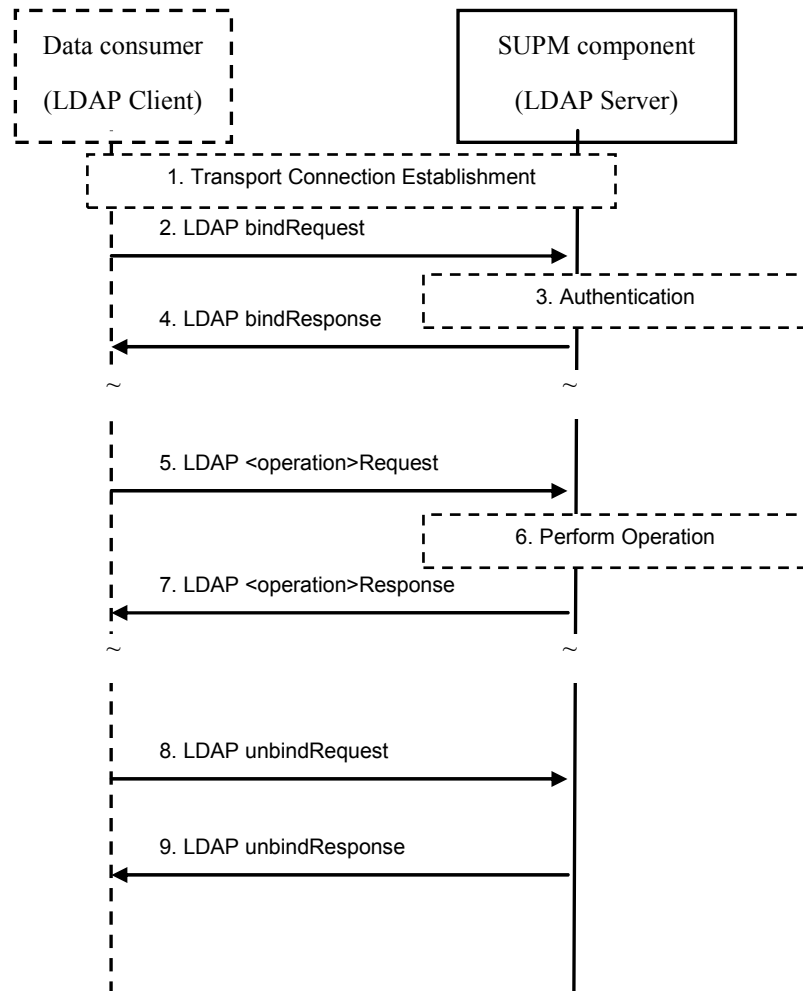 Data consumer
(LDAP Client)
SUPM component
(LDAP Server)
1. Transport Connection Establishment
2. LDAP bindRequest
3. Authentication
4. LDAP bindResponse
~ ~
5. LDAP <operation>Request
6. Perform Operation
7. LDAP <operation>Response
~ ~
8. LDAP unbindRequest
9. LDAP unbindResponse